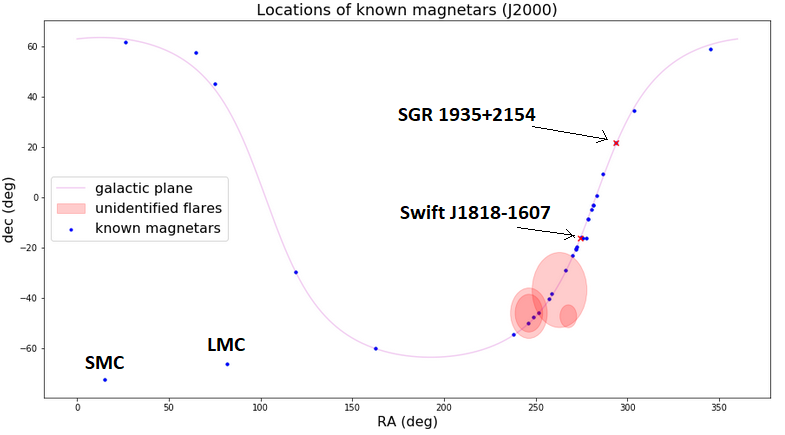 Locations of known magnetars (J2000)
SGR 1935+2154
Swift J1818-1607
galactic plane
unidentified flares
known magnetars
SMC
LMC
dec (deg)
60
40
20
0
−20
−40
−60
0 50 100 150 200 250 300 350
RA (deg)